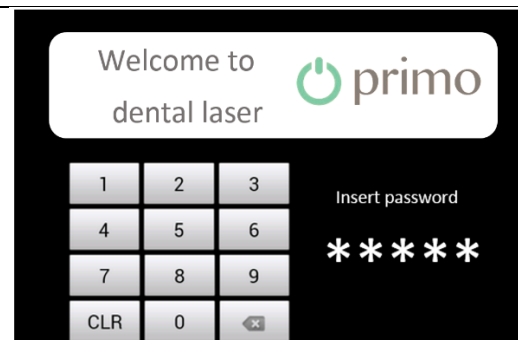 Welcome to
dental laser
primo
1 2 3
4 5 6
7 8 9
CLR 0
Insert password
*****